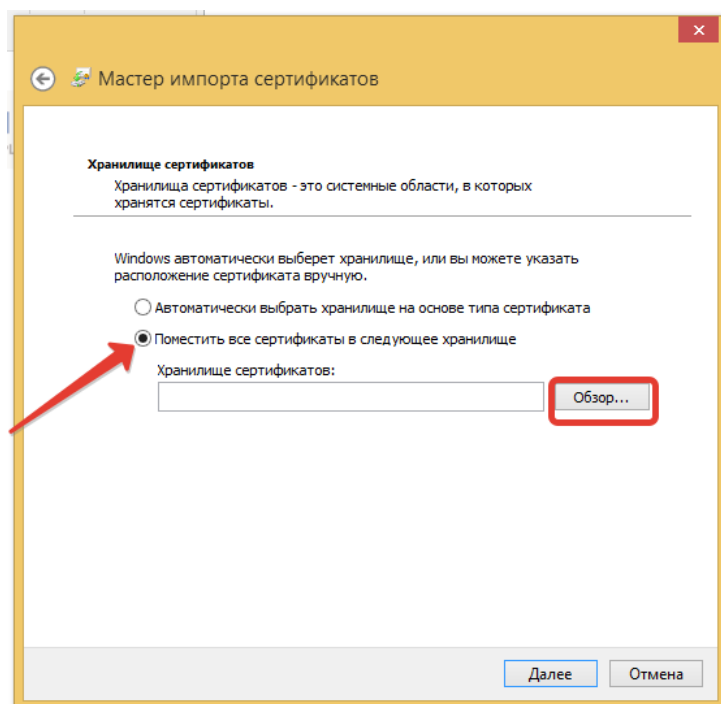 Мастер импорта сертификатов
Хранилище сертификатов
Хранилища сертификатов - это системные области, в которых
хранятся сертификаты.
Windows автоматически выберет хранилище, или вы можете указать
расположение сертификата вручную.
Автоматически выбрать хранилище на основе типа сертификата
Поместить все сертификаты в следующее хранилище
Хранилище сертификатов:
Обзор...
Далее
Отмена